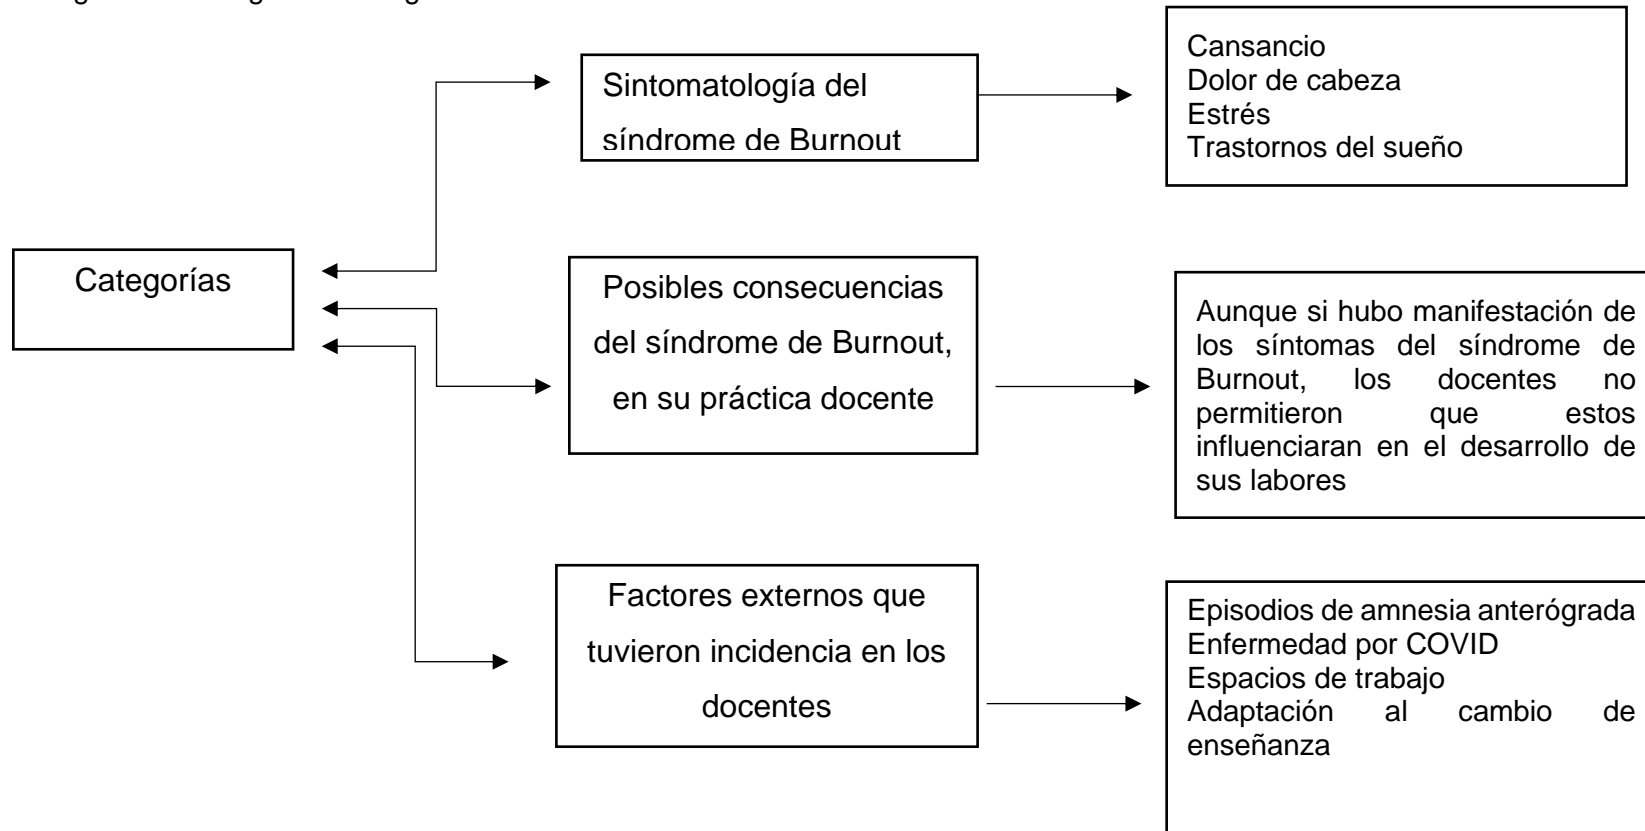 Sintomatología del
síndrome de Burnout
Cansancio
Dolor de cabeza
Estrés
Trastornos del sueño
Categorías
Posibles consecuencias
del síndrome de Burnout,
en su práctica docente
Aunque si hubo manifestación de
los síntomas del síndrome de
Burnout, los docentes no
permitieron que estos
influenciaran en el desarrollo de
sus labores
Factores externos que
tuvieron incidencia en los
docentes
Episodios de amnesia anterógrada
Enfermedad por COVID
Espacios de trabajo
Adaptación al cambio de
enseñanza